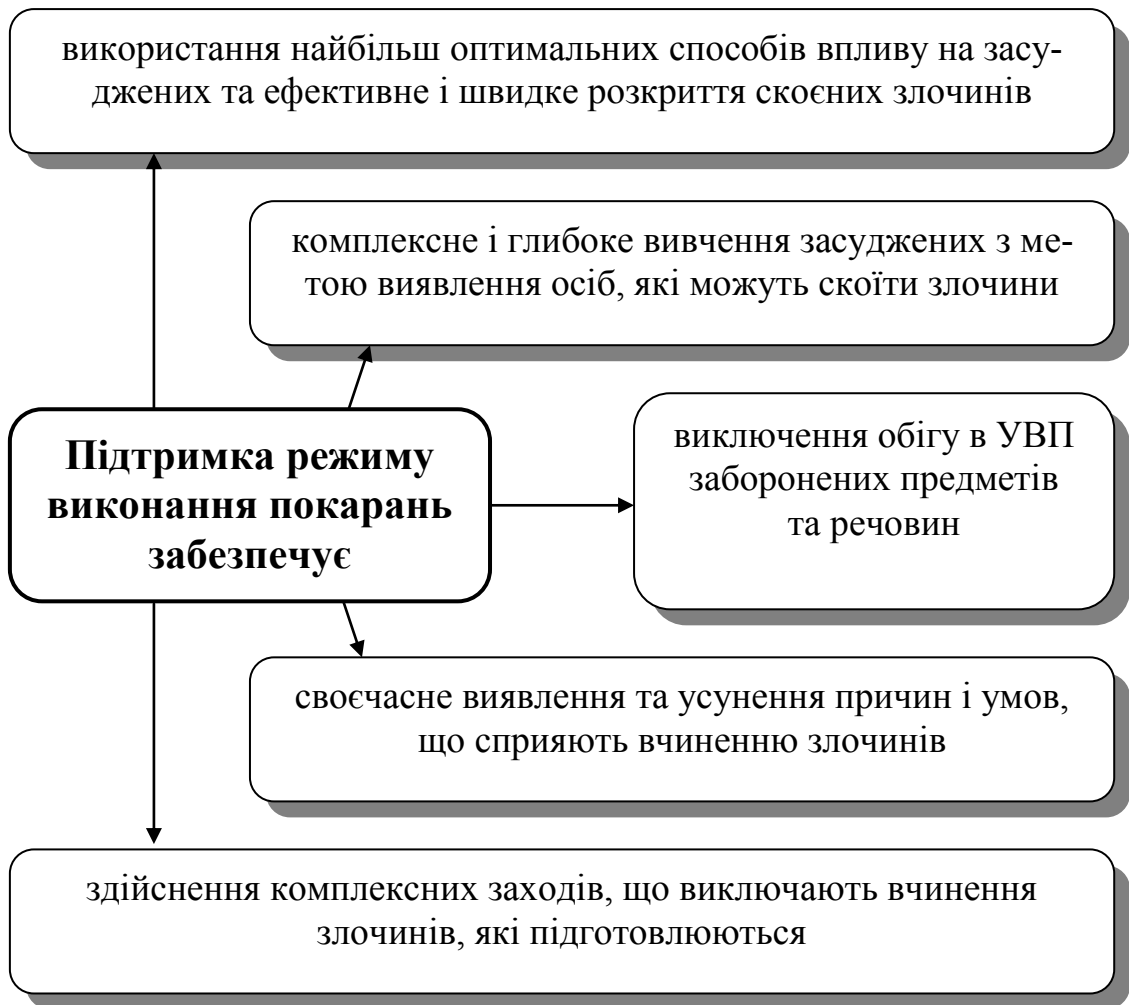 використання найбільш оптимальних способів впливу на засу-
джених та ефективне і швидке розкриття скоєних злочинів
комплексне і глибоке вивчення засуджених з ме-
тою виявлення осіб, які можуть скоїти злочини
Підтримка режиму
виконання покарань
забезпечує
виключення обігу в УВП
заборонених предметів
та речовин
своєчасне виявлення та усунення причин і умов,
що сприяють вчиненню злочинів
здійснення комплексних заходів, що виключають вчинення
злочинів, які підготовлюються